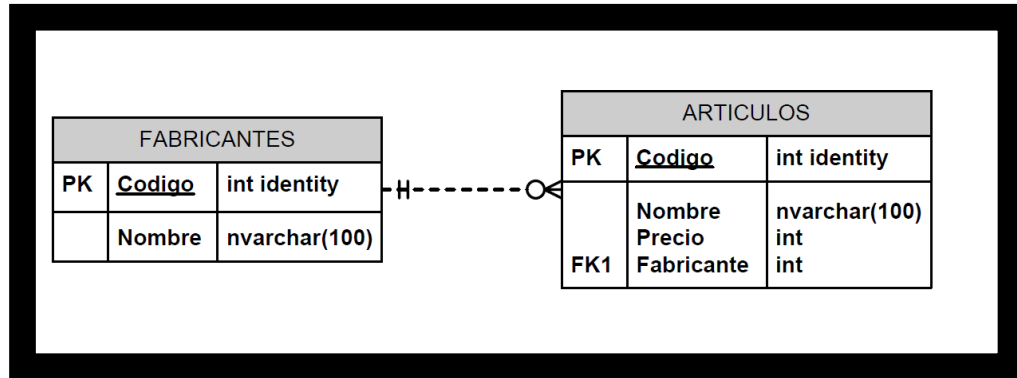 FABRICANTES
PK Codigo int identity
Nombre nvarchar(100)
ARTICULOS
PK Codigo int identity
Nombre nvarchar(100)
Precio int
FK1 Fabricante int